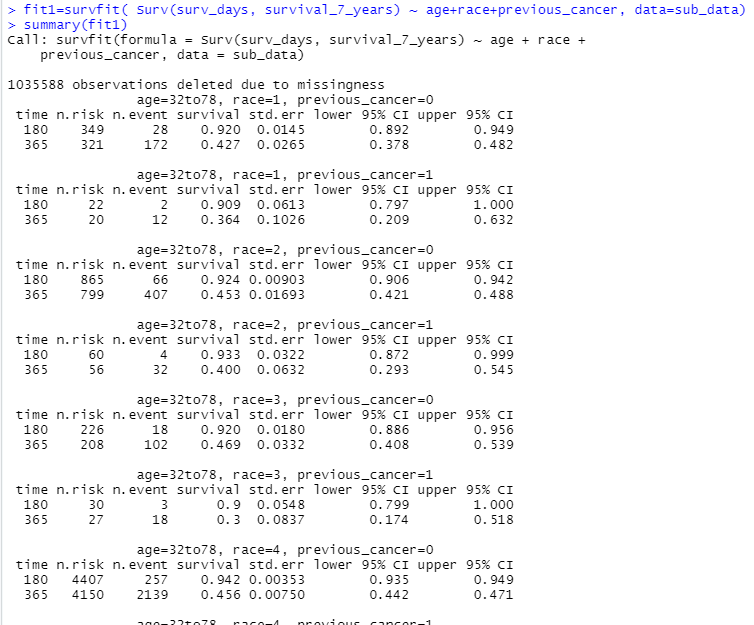 > fit1=survfit( Surv(surv_days, survival_7_years) ~ age+race+previous_cancer, data=sub_data)
> summary(fit1)
Call: survfit(formula = Surv(surv_days, survival_7_years) ~ age + race +
previous_cancer, data = sub_data)
1035588 observations deleted due to missingness
age=32to78, race=1, previous_cancer=0
time n.risk n.event survival std.err lower 95% CI upper 95% CI
180 349 28 0.920 0.0145 0.892 0.949
365 321 172 0.427 0.0265 0.378 0.482
age=32to78, race=1, previous_cancer=1
time n.risk n.event survival std.err lower 95% CI upper 95% CI
180 22 2 0.909 0.0613 0.797 1.000
365 20 12 0.364 0.1026 0.209 0.632
age=32to78, race=2, previous_cancer=0
time n.risk n.event survival std.err lower 95% CI upper 95% CI
180 865 66 0.924 0.00903 0.906 0.942
365 799 407 0.453 0.01693 0.421 0.488
age=32to78, race=2, previous_cancer=1
time n.risk n.event survival std.err lower 95% CI upper 95% CI
180 60 4 0.933 0.0322 0.872 0.999
365 56 32 0.400 0.0632 0.293 0.545
age=32to78, race=3, previous_cancer=0
time n.risk n.event survival std.err lower 95% CI upper 95% CI
180 226 18 0.920 0.0180 0.886 0.956
365 208 102 0.469 0.0332 0.408 0.539
age=32to78, race=3, previous_cancer=1
time n.risk n.event survival std.err lower 95% CI upper 95% CI
180 30 3 0.9 0.0548 0.799 1.000
365 27 18 0.3 0.0837 0.174 0.518
age=32to78, race=4, previous_cancer=0
time n.risk n.event survival std.err lower 95% CI upper 95% CI
180 4407 257 0.942 0.00353 0.935 0.949
365 4150 2139 0.456 0.00750 0.442 0.471
age=32to78, race=4, previous_cancer=1